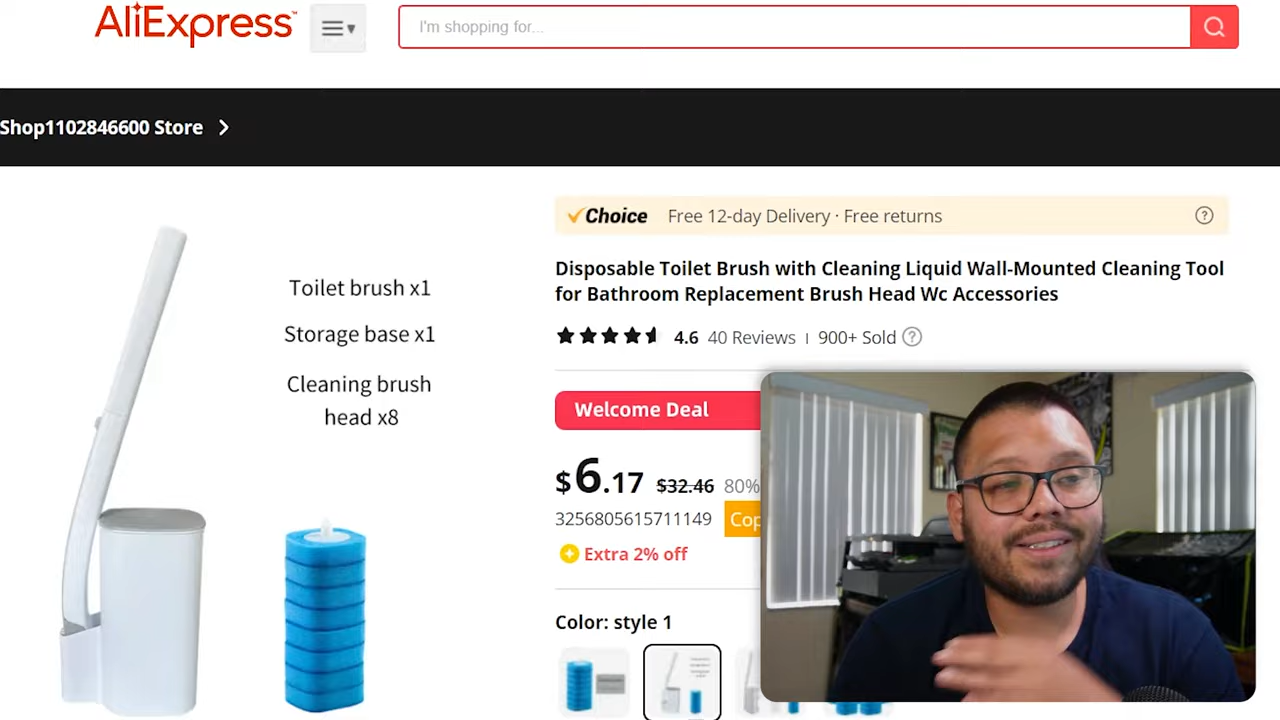 AliExpress™
I'm shopping for...
Shop1102846600 Store
Choice Free 12-day Delivery · Free returns
Toilet brush x1
Storage base x1
Cleaning brush
head x8
Disposable Toilet Brush with Cleaning Liquid Wall-Mounted Cleaning Tool
for Bathroom Replacement Brush Head Wc Accessories
4.6 40 Reviews 900+ Sold
Welcome Deal
$6.17 $32.46 80%
3256805615711149 Cop
Extra 2% off
Color: style 1